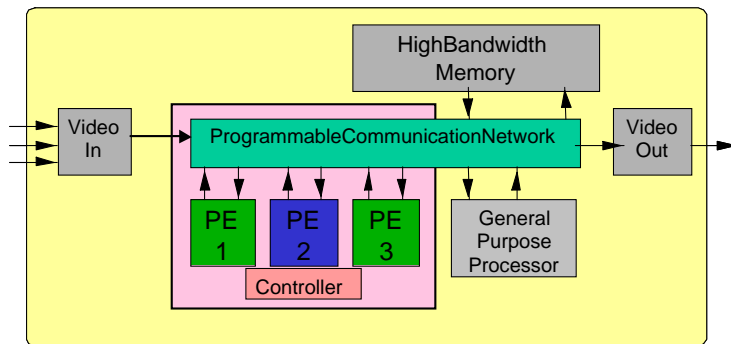 HighBandwidth
Memory
Video
In
ProgrammableCommunicationNetwork
Video
Out
PE
1
PE
2
PE
3
General
Purpose
Processor
Controller